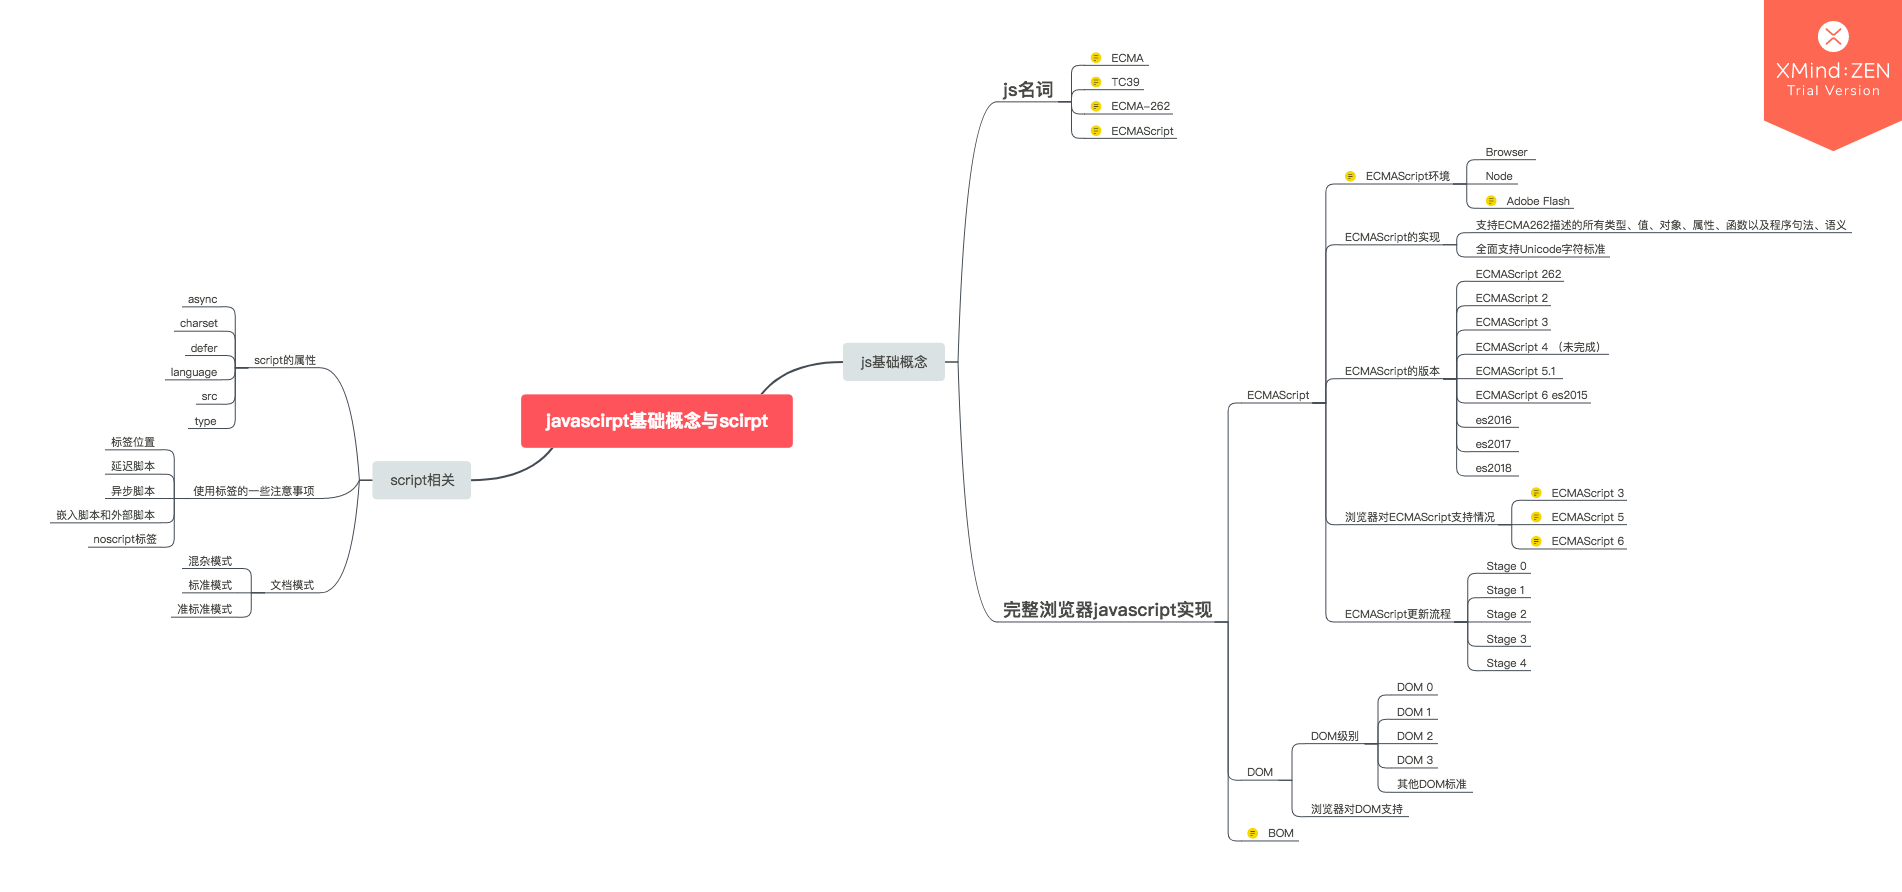 XMind:ZEN
Trial Version
javascirpt基础概念与scirpt
js基础概念
js名词
ECMA
TC39
ECMA-262
ECMAScript
完整浏览器javascript实现
ECMAScript
ECMAScript环境
Browser
Node
Adobe Flash
ECMAScript的实现
支持ECMA262描述的所有类型、值、对象、属性、函数以及程序句法、语义
全面支持Unicode字符标准
ECMAScript的版本
ECMAScript 262
ECMAScript 2
ECMAScript 3
ECMAScript 4 （未完成）
ECMAScript 5.1
ECMAScript 6 es2015
es2016
es2017
es2018
浏览器对ECMAScript支持情况
ECMAScript 3
ECMAScript 5
ECMAScript 6
ECMAScript更新流程
Stage 0
Stage 1
Stage 2
Stage 3
Stage 4
DOM
DOM级别
DOM 0
DOM 1
DOM 2
DOM 3
其他DOM标准
浏览器对DOM支持
BOM
script相关
script的属性
async
charset
defer
language
src
type
使用标签的一些注意事项
标签位置
延迟脚本
异步脚本
嵌入脚本和外部脚本
noscript标签
文档模式
混杂模式
标准模式
准标准模式